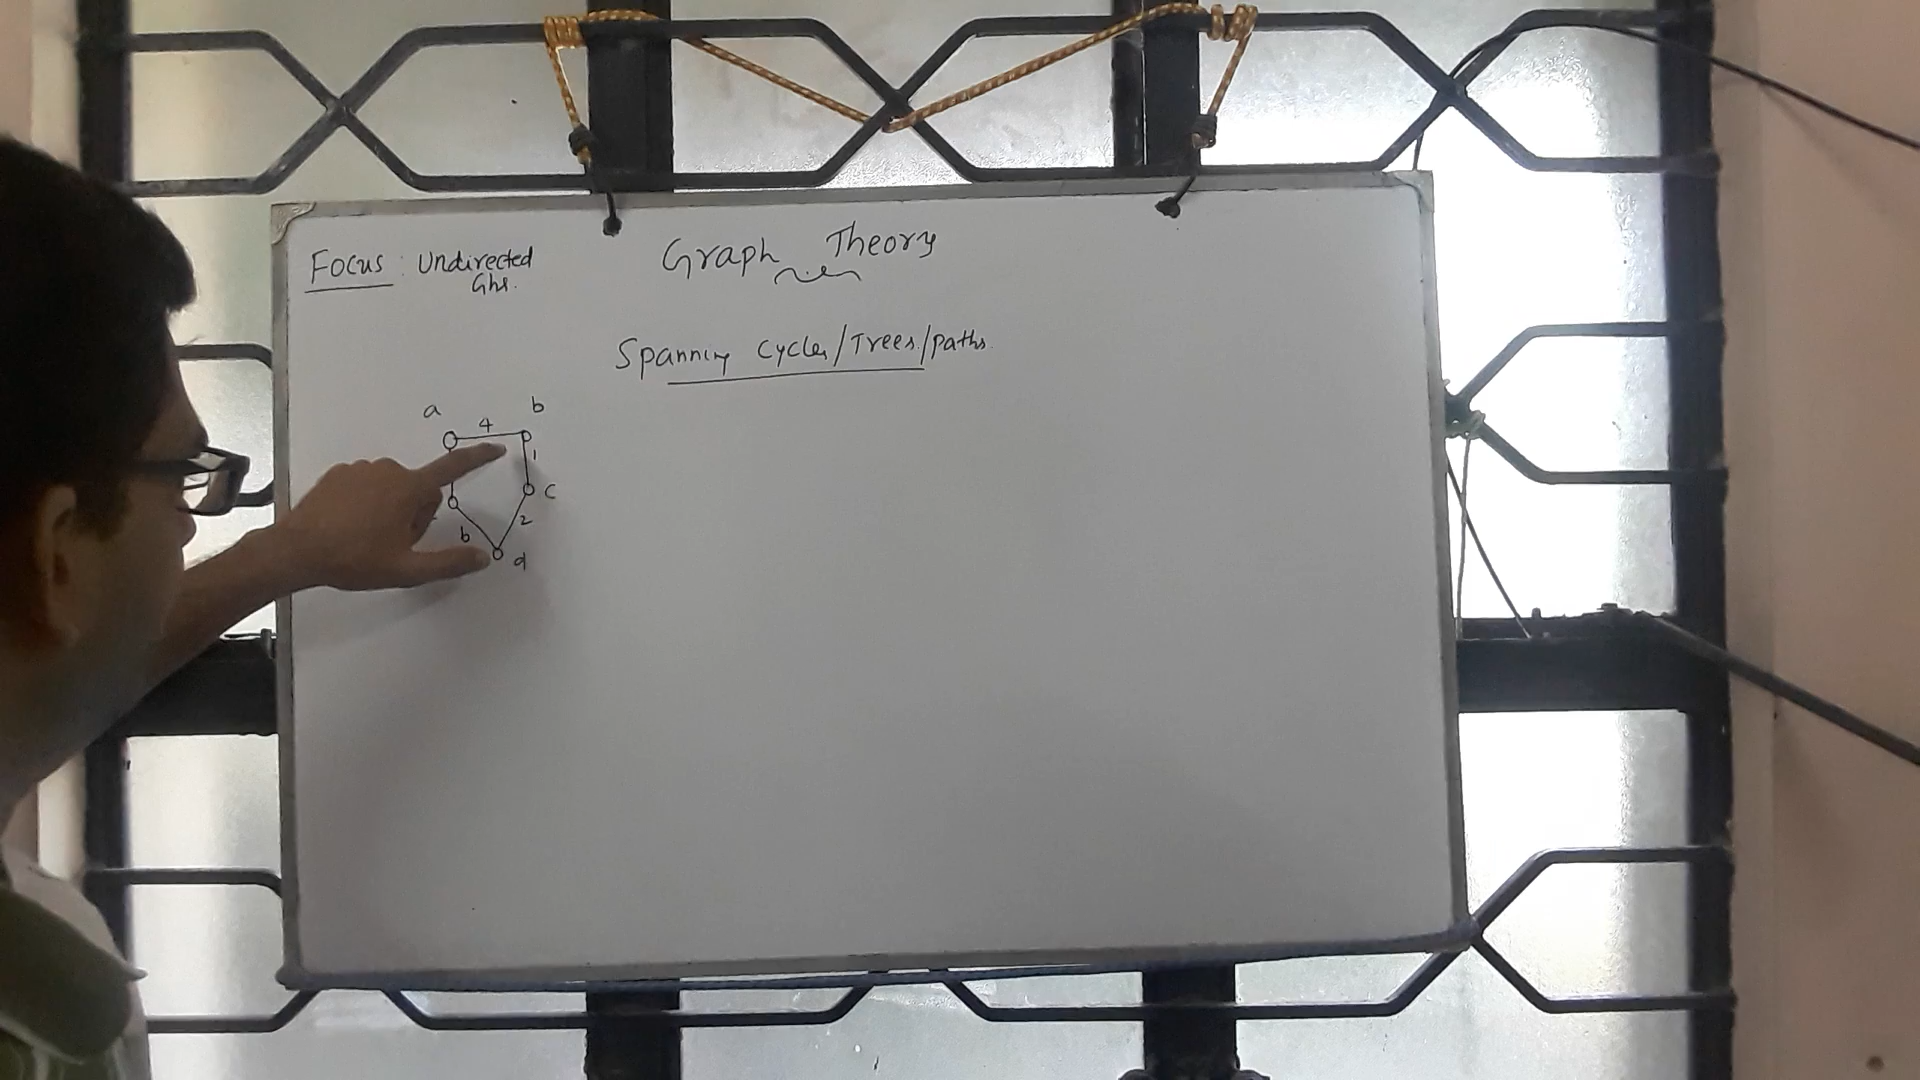 Graph Theory
Focus : Undirected
Ghs.
Spanning Cycles/Trees/paths.
a
b
4
1
c
2
b
d